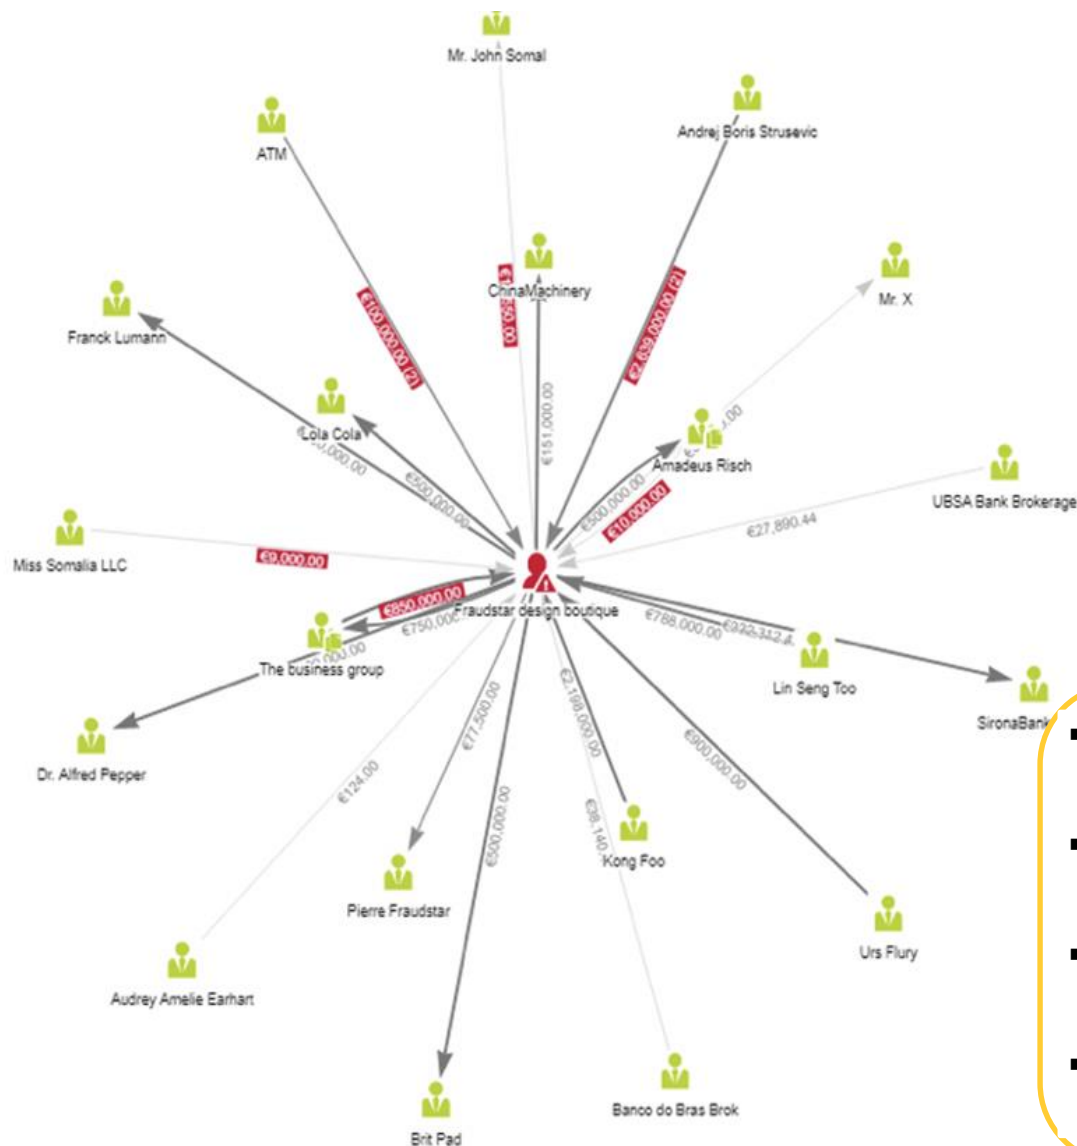 Mr. John Somal
Andrej Boris Strusevic
ATM
ChinaMachinery
Mr. X
€100,000.00 (2)
€2,639,000.00 (2)
Franck Lumann
€151,000.00
Lola Cola
Amadeus Risch
€500,000.00
€500,000.00
€10,000.00
UBSA Bank Brokerage
€27,890.44
Miss Somalia LLC
€9,000.00
€850,000.00
Fraudstar design boutique
€788,000.00
The business group
Lin Seng Too
SironaBank
€77,500.00
€2,198,000.00
€900,000.00
Dr. Alfred Pepper
€124.00
€500,000.00
Kong Foo
Pierre Fraudstar
Urs Flury
Audrey Amelie Earhart
Banco do Bras Brok
Brit Pad